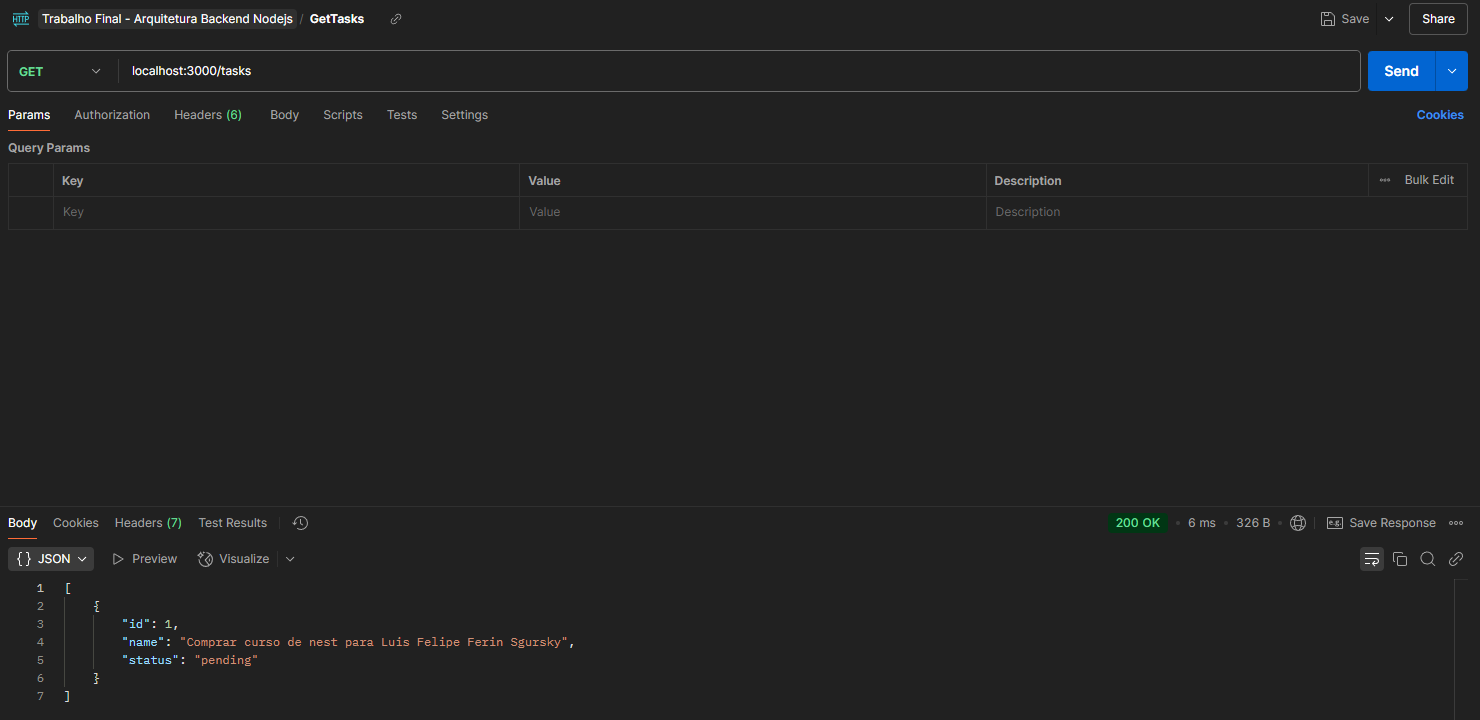 HTTP Trabalho Final - Arquitetura Backend Nodejs / GetTasks Save Share
GET localhost:3000/tasks Send
Params Authorization Headers (6) Body Scripts Tests Settings Cookies
Query Params
Key Value Description ••• Bulk Edit
Key Value Description
Body Cookies Headers (7) Test Results 200 OK • 6 ms • 326 B • e.g. Save Response •••
{} JSON Preview Visualize
1 [
2 {
3 "id": 1,
4 "name": "Comprar curso de nest para Luis Felipe Ferin Sgursky",
5 "status": "pending"
6 }
7 ]